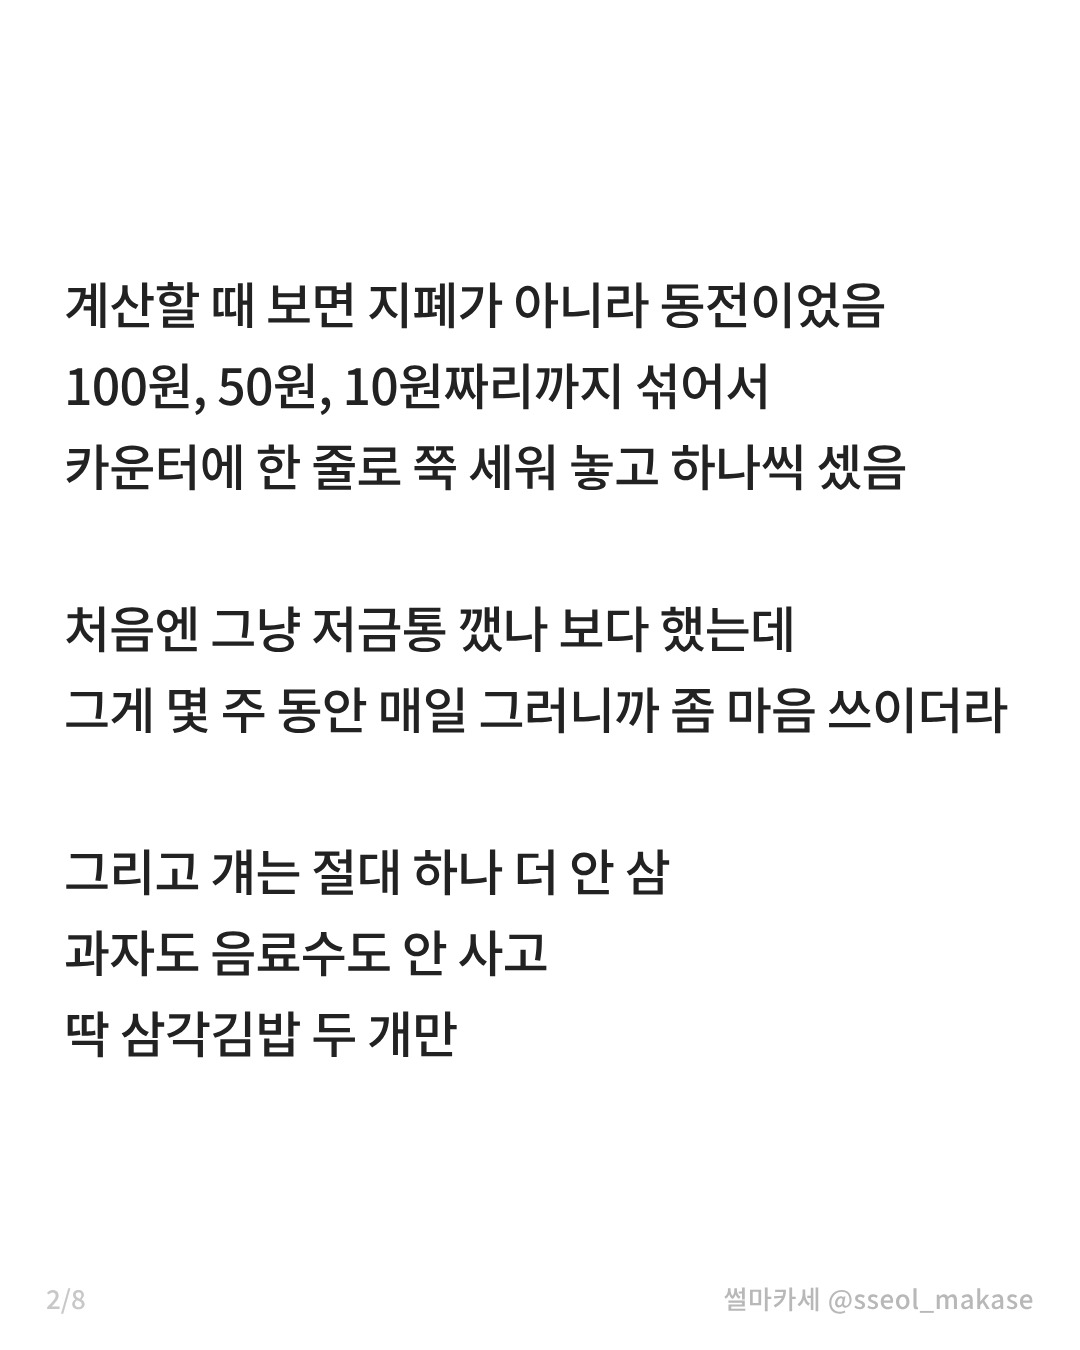 계산할 때 보면 지폐가 아니라 동전이었음
100원, 50원, 10원짜리까지 섞어서
카운터에 한 줄로 쭉 세워 놓고 하나씩 셌음
처음엔 그냥 저금통 깼나 보다 했는데
그게 몇 주 동안 매일 그러니까 좀 마음 쓰이더라
그리고 걔는 절대 하나 더 안 삼
과자도 음료수도 안 사고
딱 삼각김밥 두 개만
2/8
썰마카세 @sseol_makase